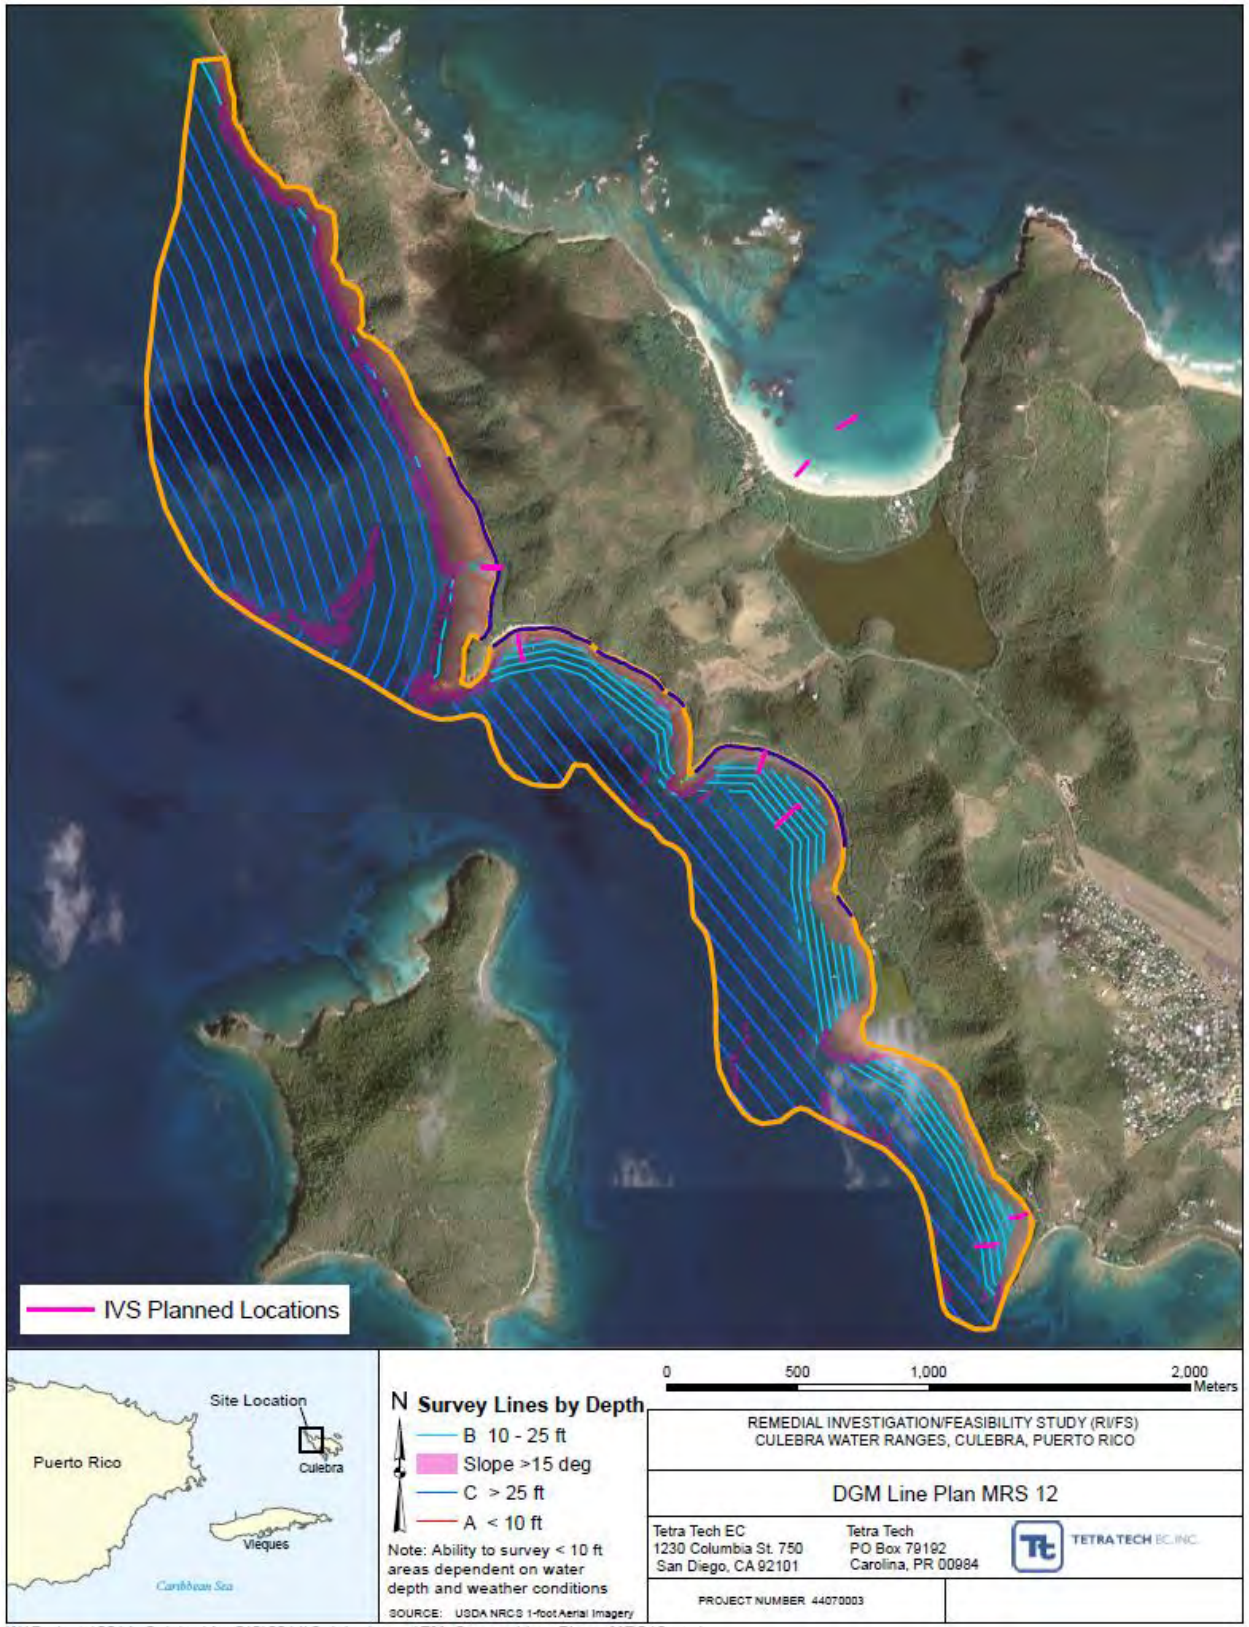 IVS Planned Locations
Site Location
Puerto Rico
Culebra
Vieques
Caribbean Sea
N
Survey Lines by Depth
B 10 - 25 ft
Slope >15 deg
C > 25 ft
A < 10 ft
Note: Ability to survey < 10 ft
areas dependent on water
depth and weather conditions
SOURCE: USDA NRCS 1-foot Aerial Imagery
0 500 1,000 2,000
Meters
REMEDIAL INVESTIGATION/FEASIBILITY STUDY (RI/FS)
CULEBRA WATER RANGES, CULEBRA, PUERTO RICO
DGM Line Plan MRS 12
Tetra Tech EC
1230 Columbia St. 750
San Diego, CA 92101
Tetra Tech
PO Box 79192
Carolina, PR 00984
Tt
TETRA TECH EC, INC.
PROJECT NUMBER 44070003